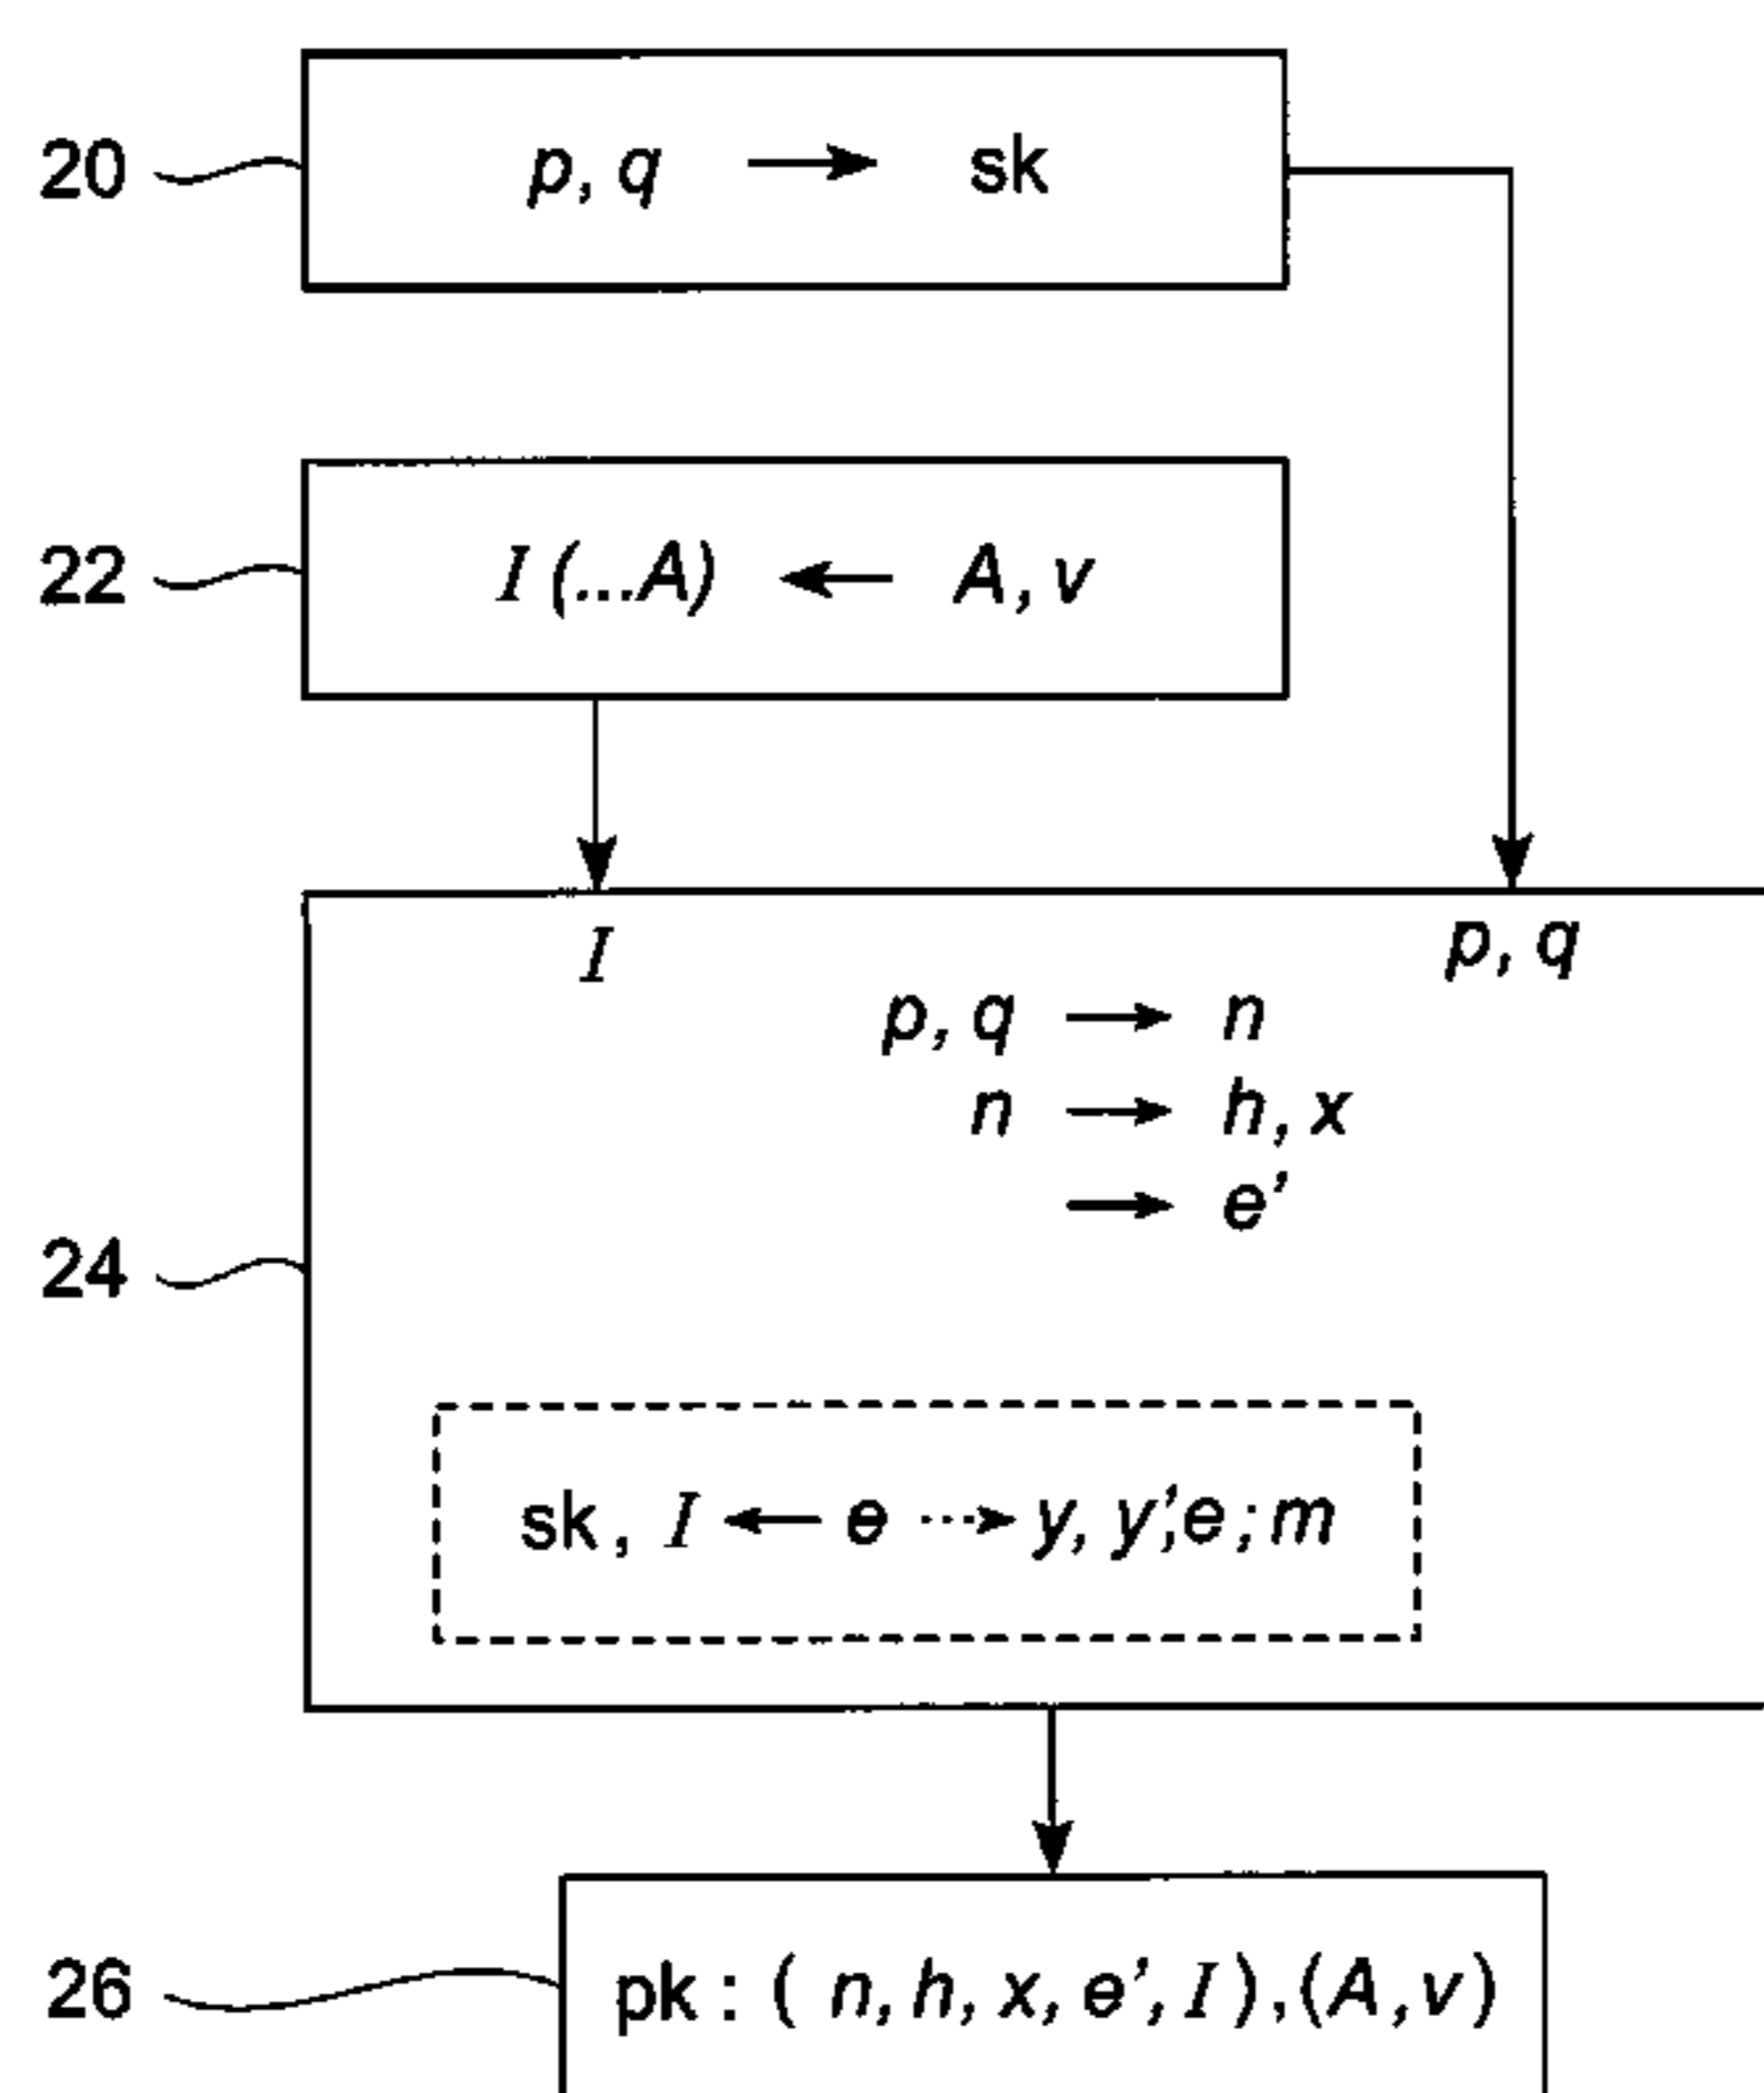 20 p, q → sk
22 I (...A) ← A, v
I p, q
p, q → n
n → h, x
→ e'
24
sk, I ← e ⋯> y, y', e ; m
26 pk : ( n, h, x, e', I ), (A, v)